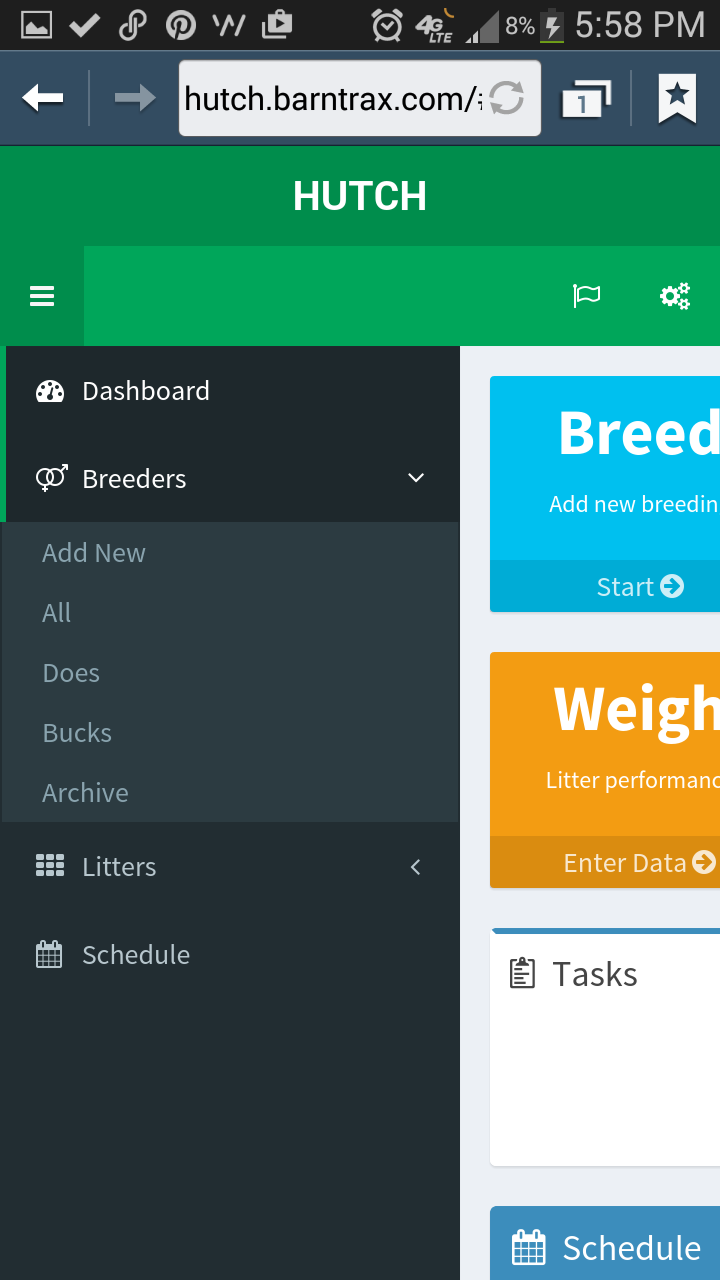 4G LTE 8% 5:58 PM
hutch.barntrax.com/#
1
HUTCH
Dashboard
Breeders
Add New
All
Does
Bucks
Archive
Litters
Schedule
Breed
Add new breedin
Start
Weigh
Litter performanc
Enter Data
Tasks
Schedule